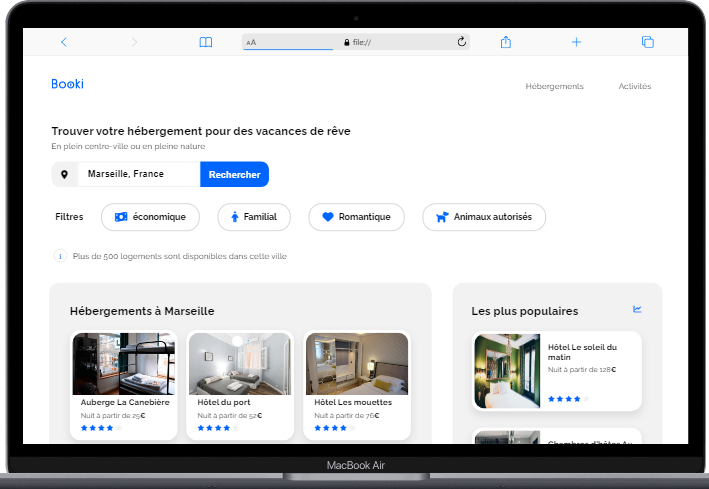 AA
file://
Booki
Hébergements
Activités
Trouver votre hébergement pour des vacances de rêve
En plein centre-ville ou en pleine nature
Marseille, France
Rechercher
Filtres
économique
Familial
Romantique
Animaux autorisés
i
Plus de 500 logements sont disponibles dans cette ville
Hébergements à Marseille
Auberge La Canebière
Nuit à partir de 25€
Hôtel du port
Nuit à partir de 52€
Hôtel Les mouettes
Nuit à partir de 76€
Les plus populaires
Hôtel Le soleil du
matin
Nuit à partir de 128€
Chambres d'hôtes Au
MacBook Air